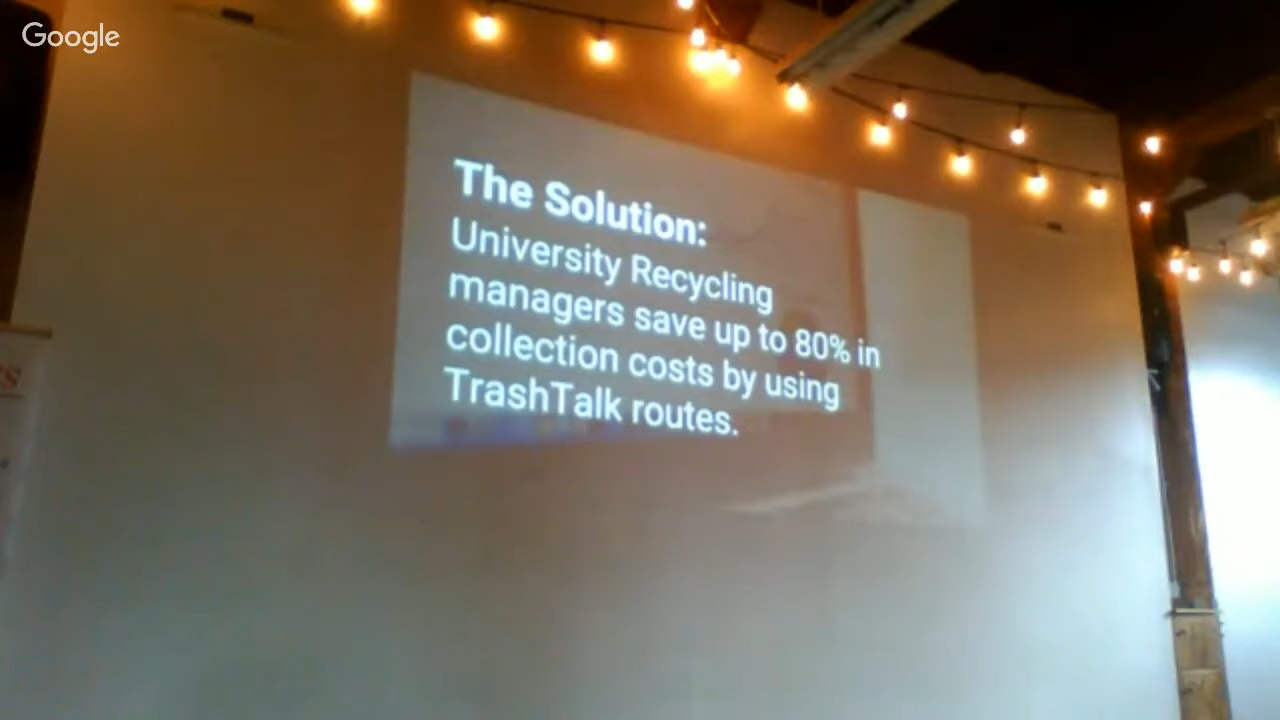 Google
The Solution:
University Recycling
managers save up to 80% in
collection costs by using
TrashTalk routes.